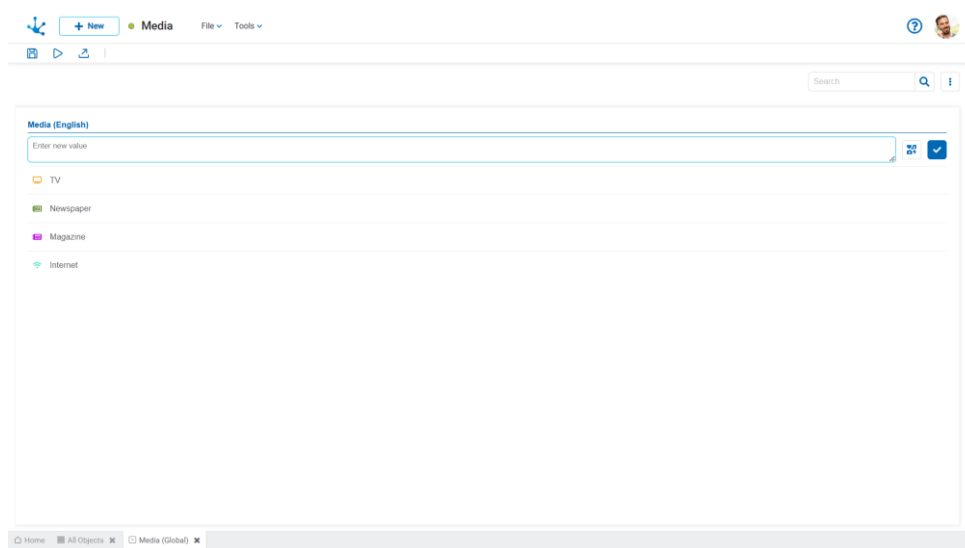 New Media File Tools
Search
Media (English)
Enter new value
TV
Newspaper
Magazine
Internet
Home All Objects Media (Global)